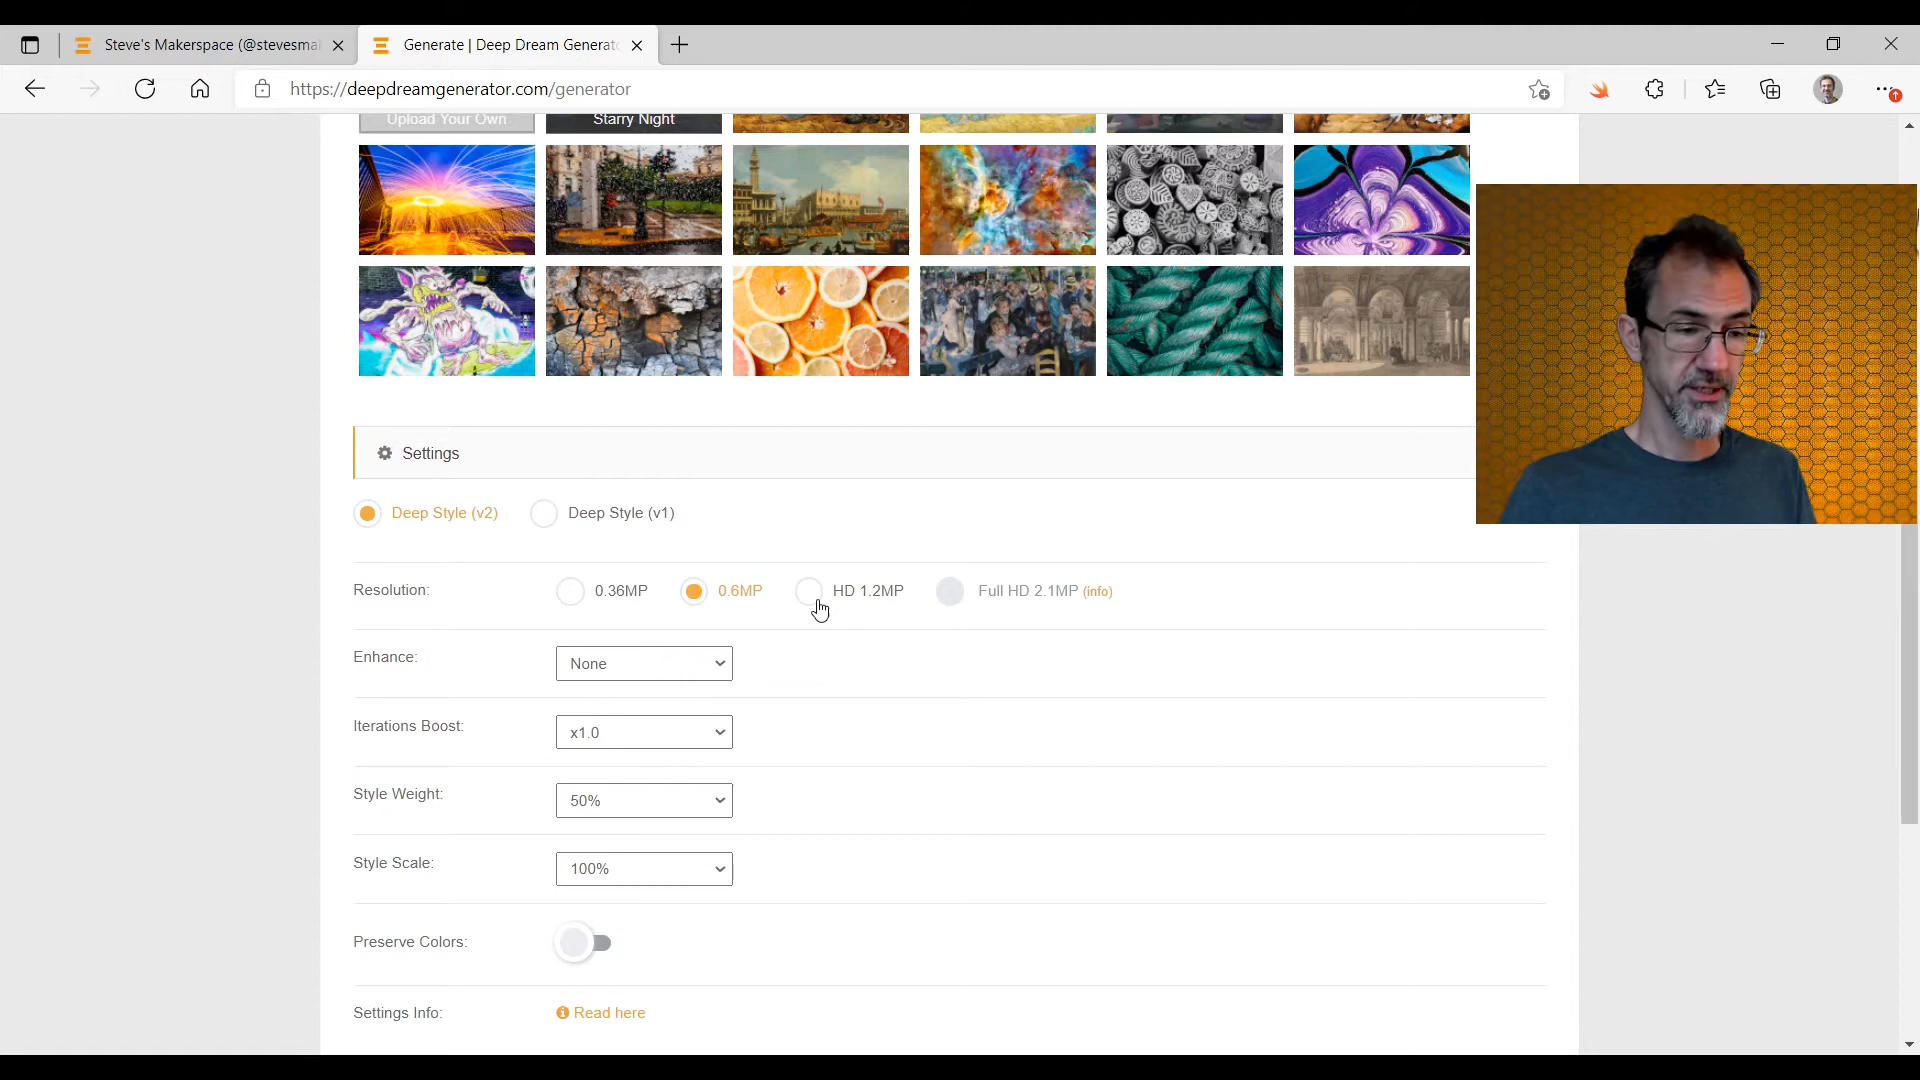 Steve's Makerspace (@stevesma
Generate | Deep Dream Generato
https://deepdreamgenerator.com/generator
Upload Your Own
Starry Night
Settings
Deep Style (v2)
Deep Style (v1)
Resolution:
0.36MP
0.6MP
HD 1.2MP
Full HD 2.1MP (info)
Enhance:
None
Iterations Boost:
x1.0
Style Weight:
50%
Style Scale:
100%
Preserve Colors:
Settings Info:
Read here